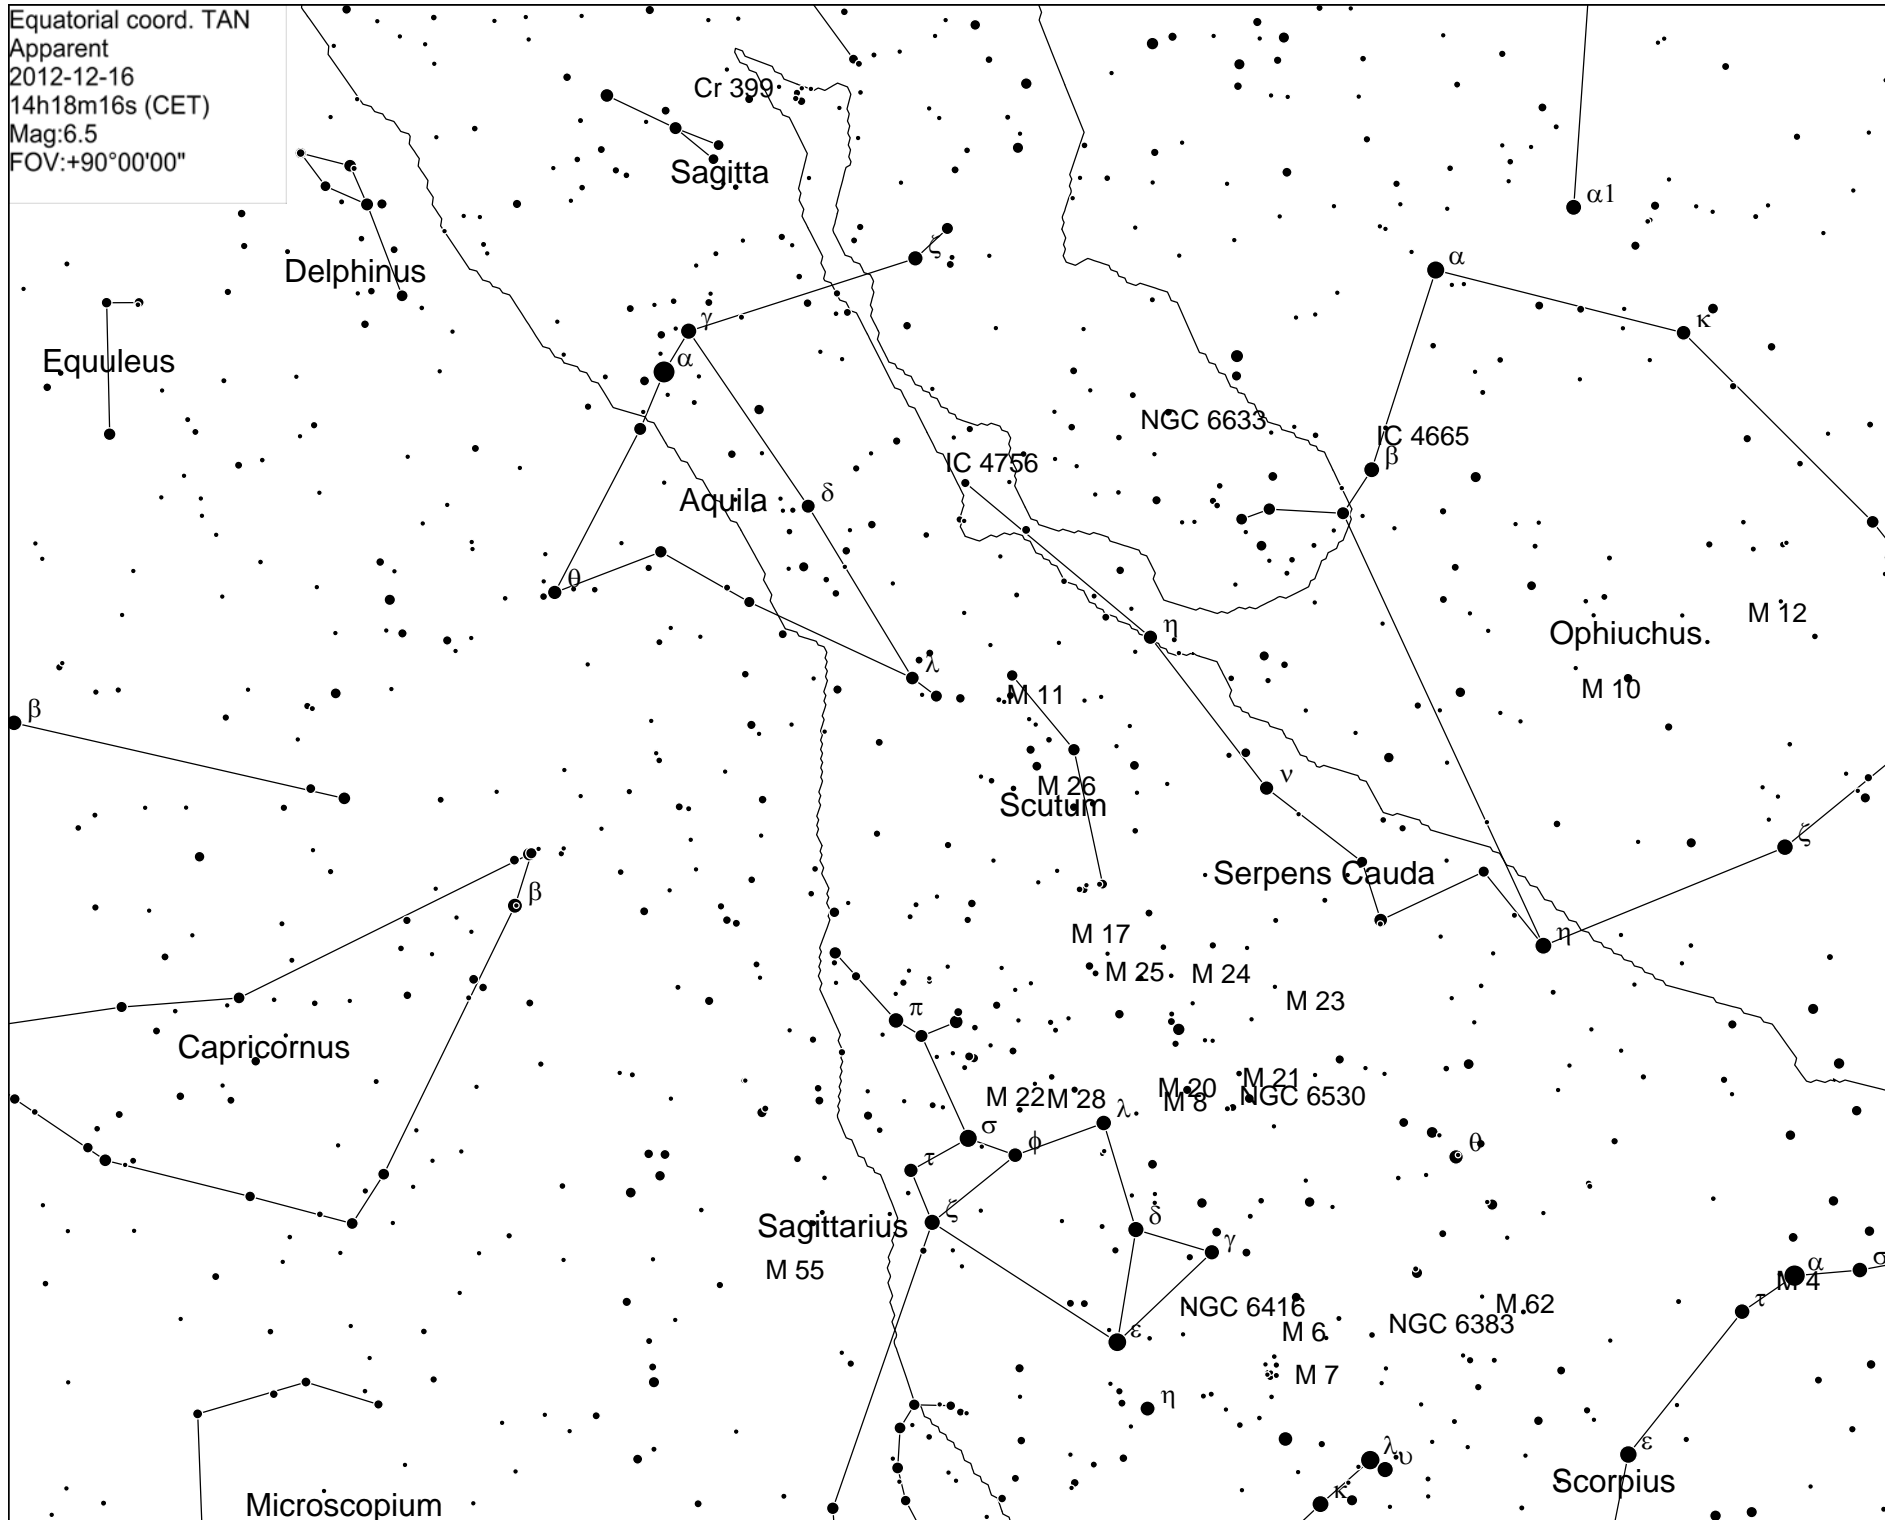 Equatorial coord. TAN
Apparent
2012-12-16
14h18m16s (CET)
Mag:6.5
FOV:+90°00'00"
Cr 399
Sagitta
α1
Delphinus
ζ
α
Equuleus
γ
κ
α
NGC 6633
IC 4665
β
IC 4756
Aquila
δ
θ
η
M 12
Ophiuchus.
λ
M 11
M 10
β
ν
M 26
Scutum
ζ
Serpens Cauda
β
M 17
η
M 25
M 24
M 23
π
Capricornus
M 22
M 28
M 20
M 21
M 8
NGC 6530
λ
σ
φ
θ
τ
Sagittarius
ζ
δ
γ
M 55
α
σ
M 4
NGC 6416
M 62
τ
ε
M 6
NGC 6383
M 7
η
λ
υ
ε
κ
Scorpius
Microscopium